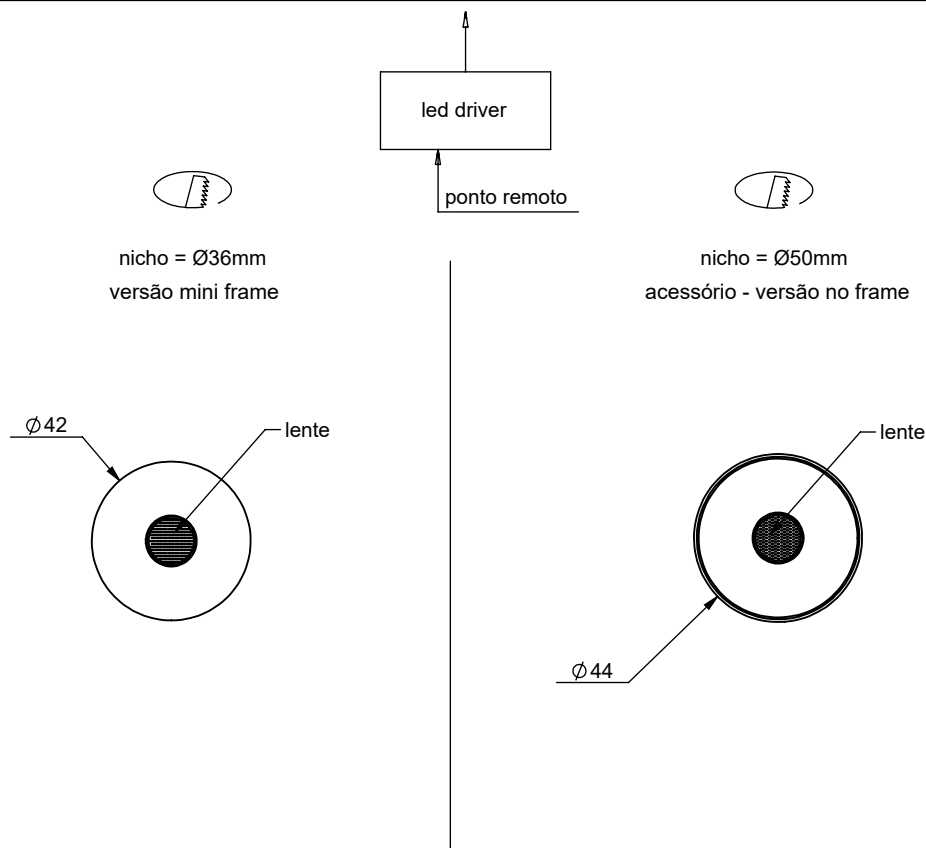 led driver
ponto remoto
nicho = Ø36mm
versão mini frame
nicho = Ø50mm
acessório - versão no frame
Ø42
lente
lente
Ø44